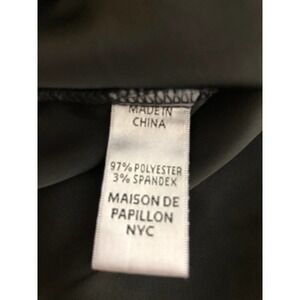 MADE IN
CHINA
97% POLYESTER
3% SPANDEX
MAISON DE
PAPILLON
NYC